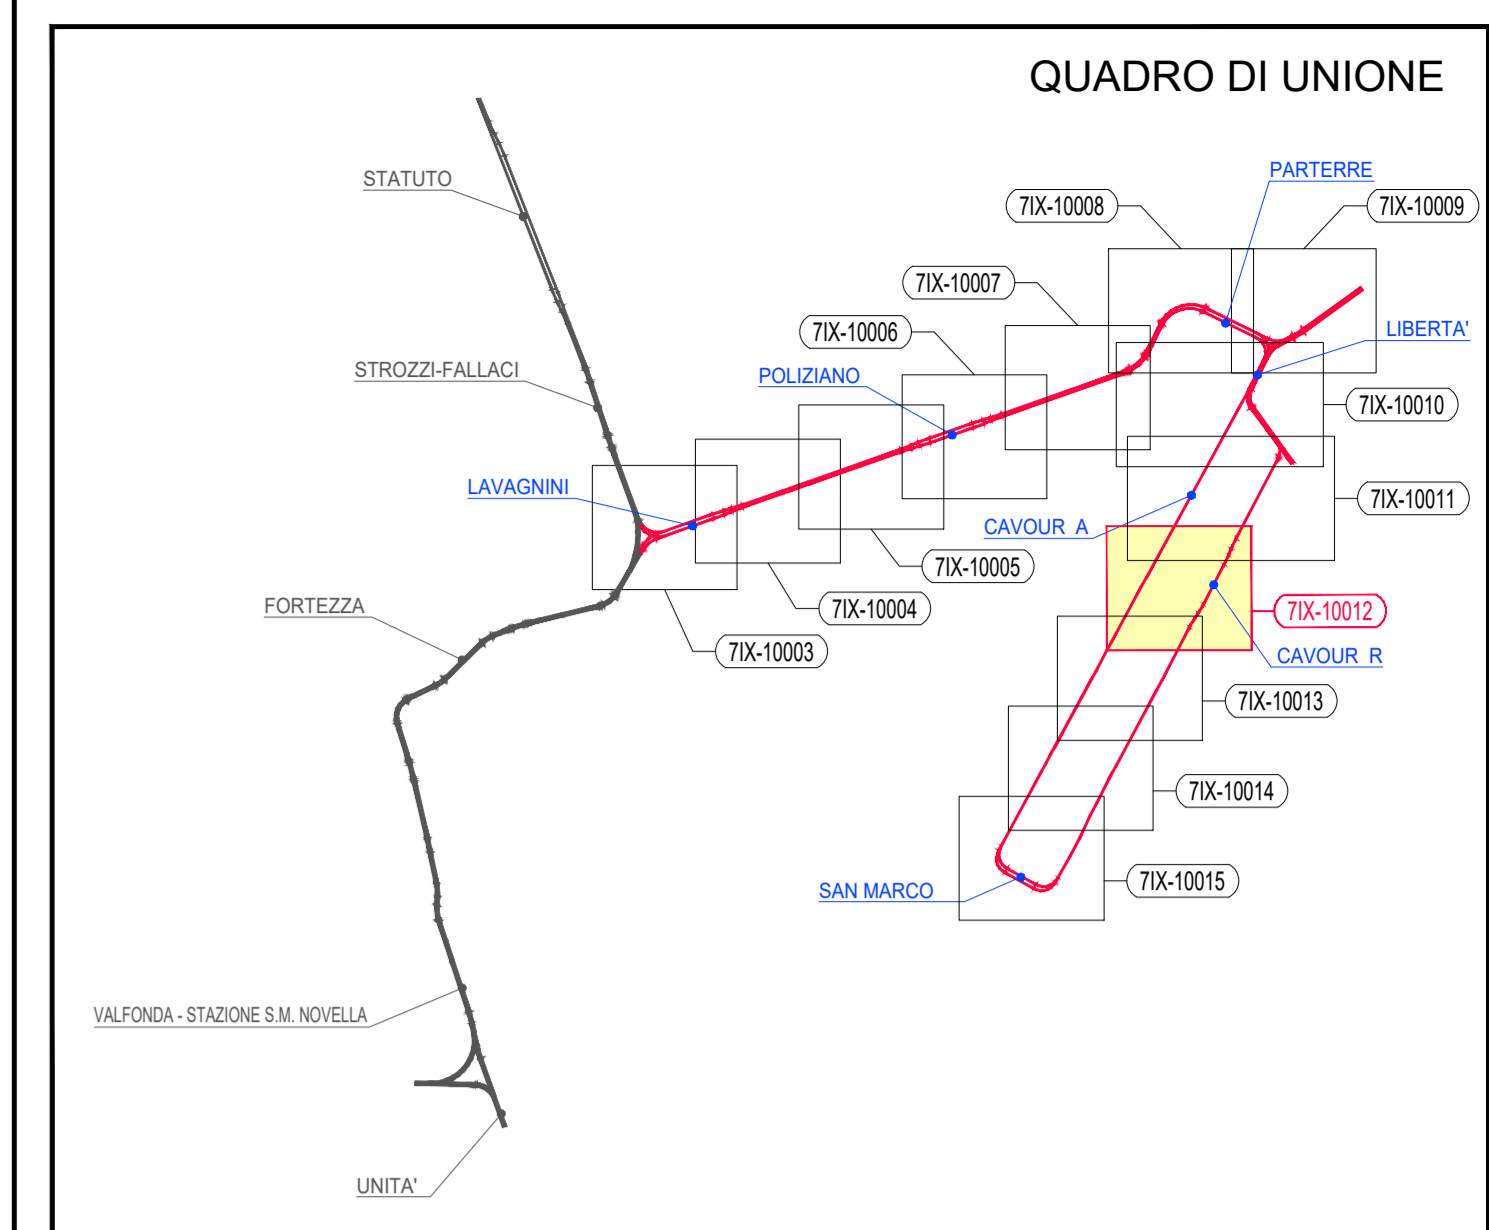 QUADRO DI UNIONE
PARTERRE
STATUTO
7IX-10008
7IX-10009
7IX-10007
7IX-10006
LIBERTA'
STROZZI-FALLACI
POLIZIANO
7IX-10010
LAVAGNINI
7IX-10011
CAVOUR A
7IX-10005
FORTEZZA
7IX-10004
7IX-10012
7IX-10003
CAVOUR R
7IX-10013
7IX-10014
SAN MARCO
7IX-10015
VALFONDA - STAZIONE S.M. NOVELLA
UNITA'